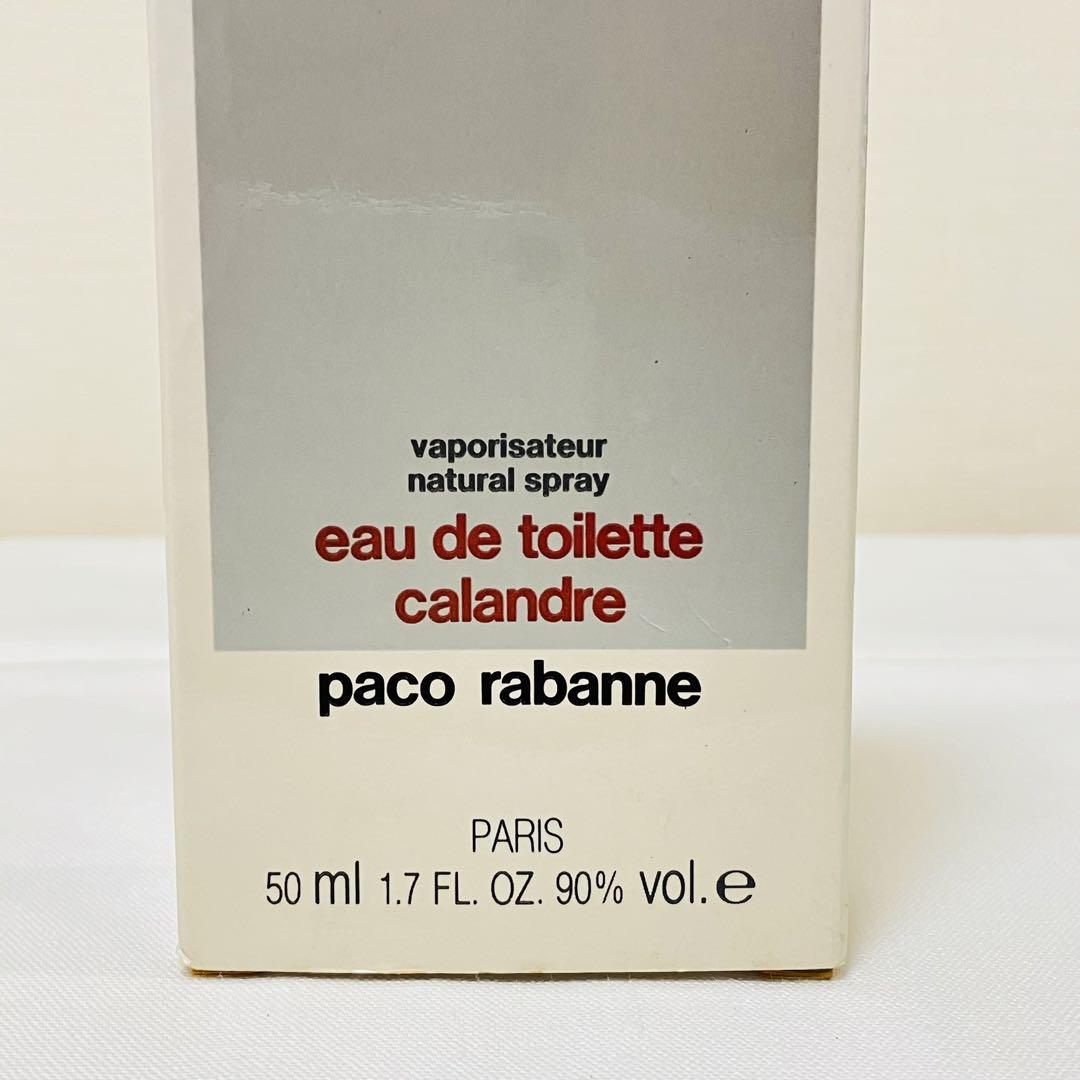 vaporisateur
natural spray
eau de toilette
calandre
paco rabanne
PARIS
50 ml 1.7 FL. OZ. 90% vol. ℮